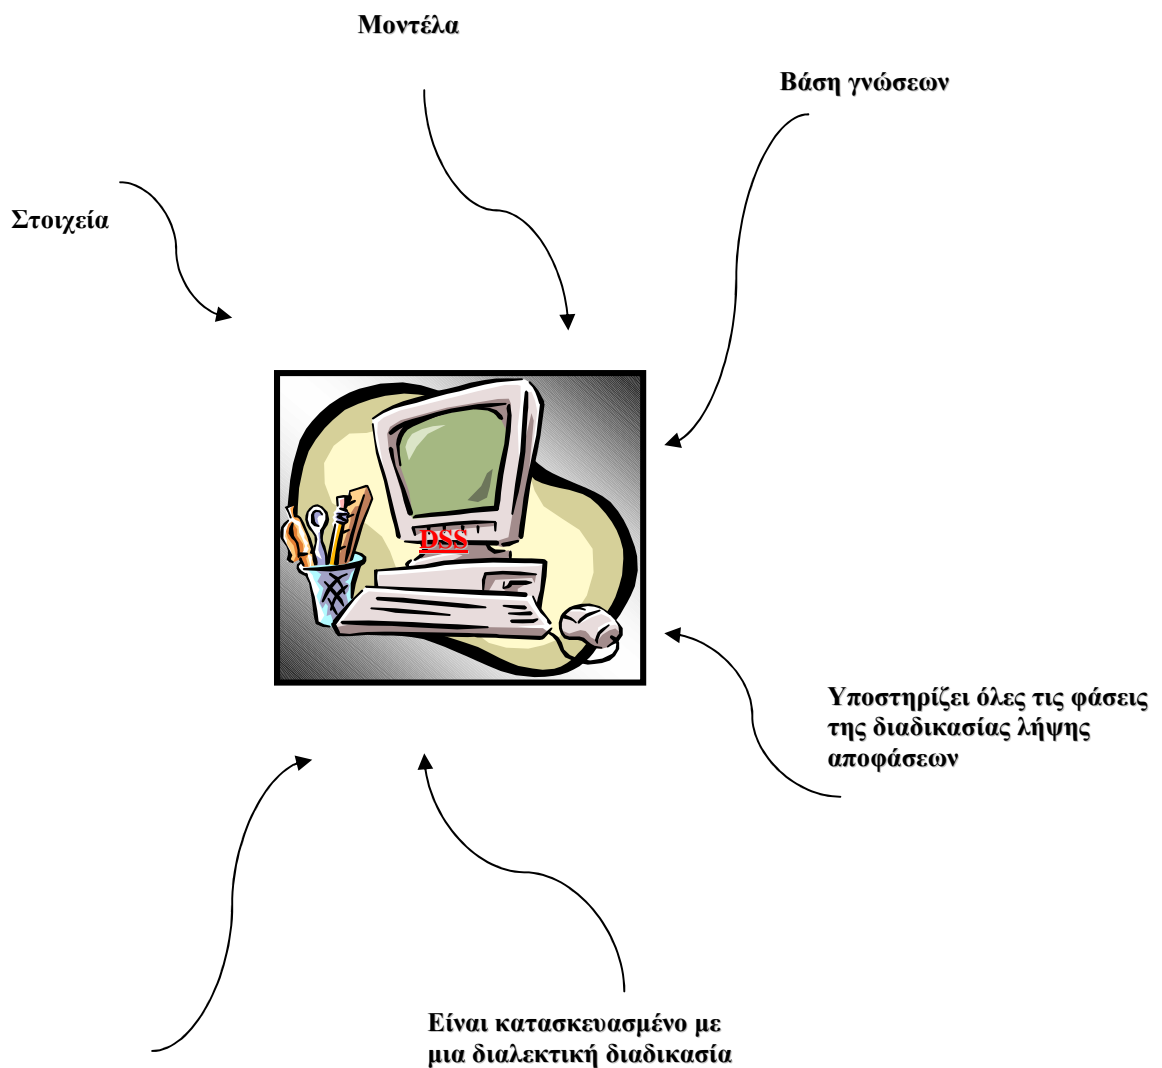 Μοντέλα
Βάση γνώσεων
Στοιχεία
DSS
Υποστηρίζει όλες τις φάσεις
της διαδικασίας λήψης
αποφάσεων
Είναι κατασκευασμένο με
μια διαλεκτική διαδικασία